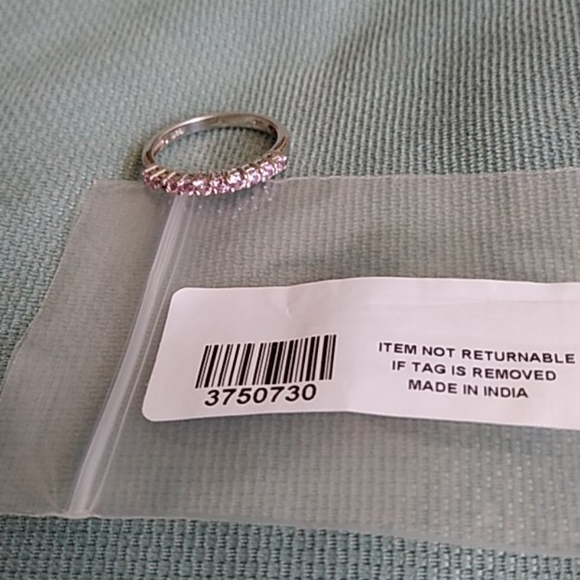 3750730
ITEM NOT RETURNABLE
IF TAG IS REMOVED
MADE IN INDIA